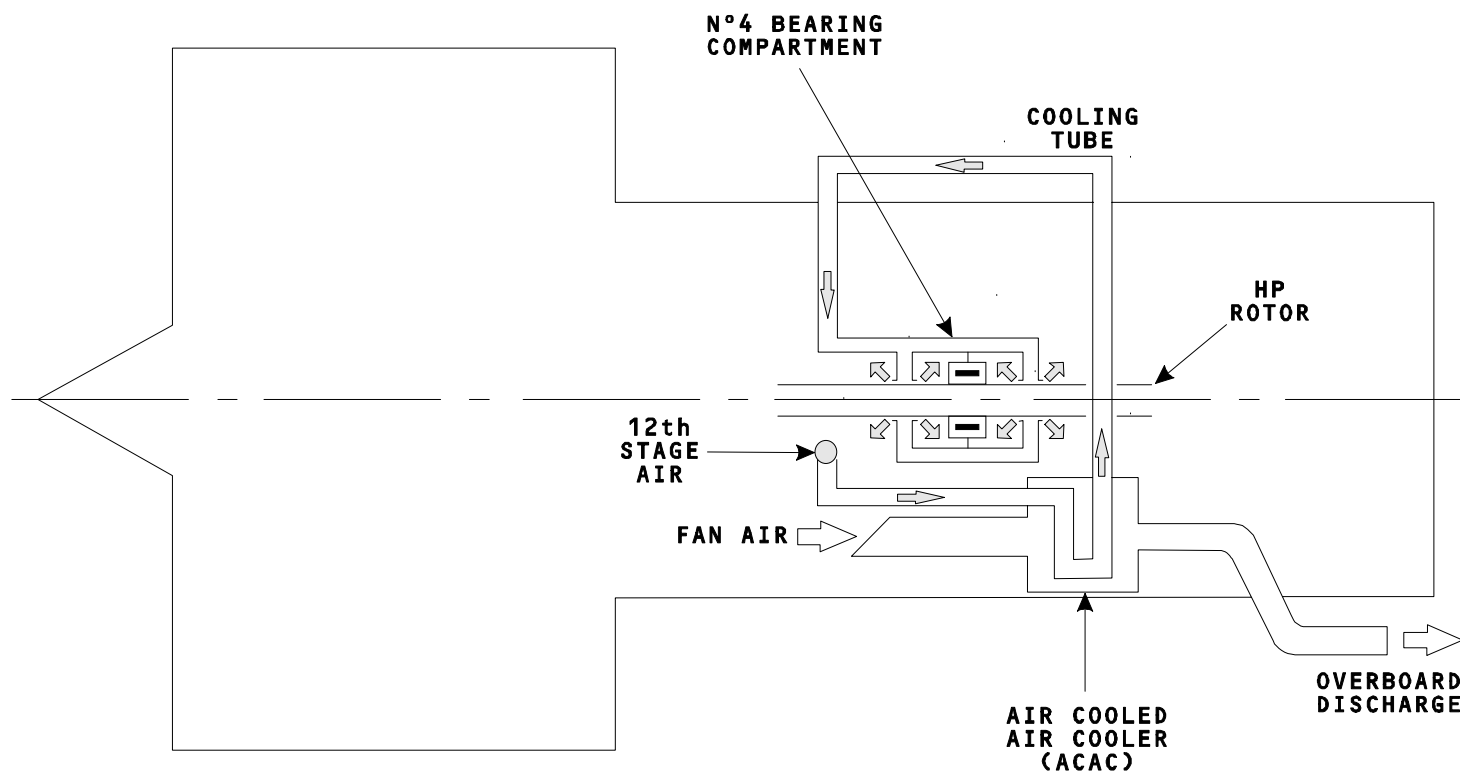 Nº4 BEARING
COMPARTMENT
COOLING
TUBE
HP
ROTOR
12th
STAGE
AIR
FAN AIR
OVERBOARD
DISCHARGE
AIR COOLED
AIR COOLER
(ACAC)